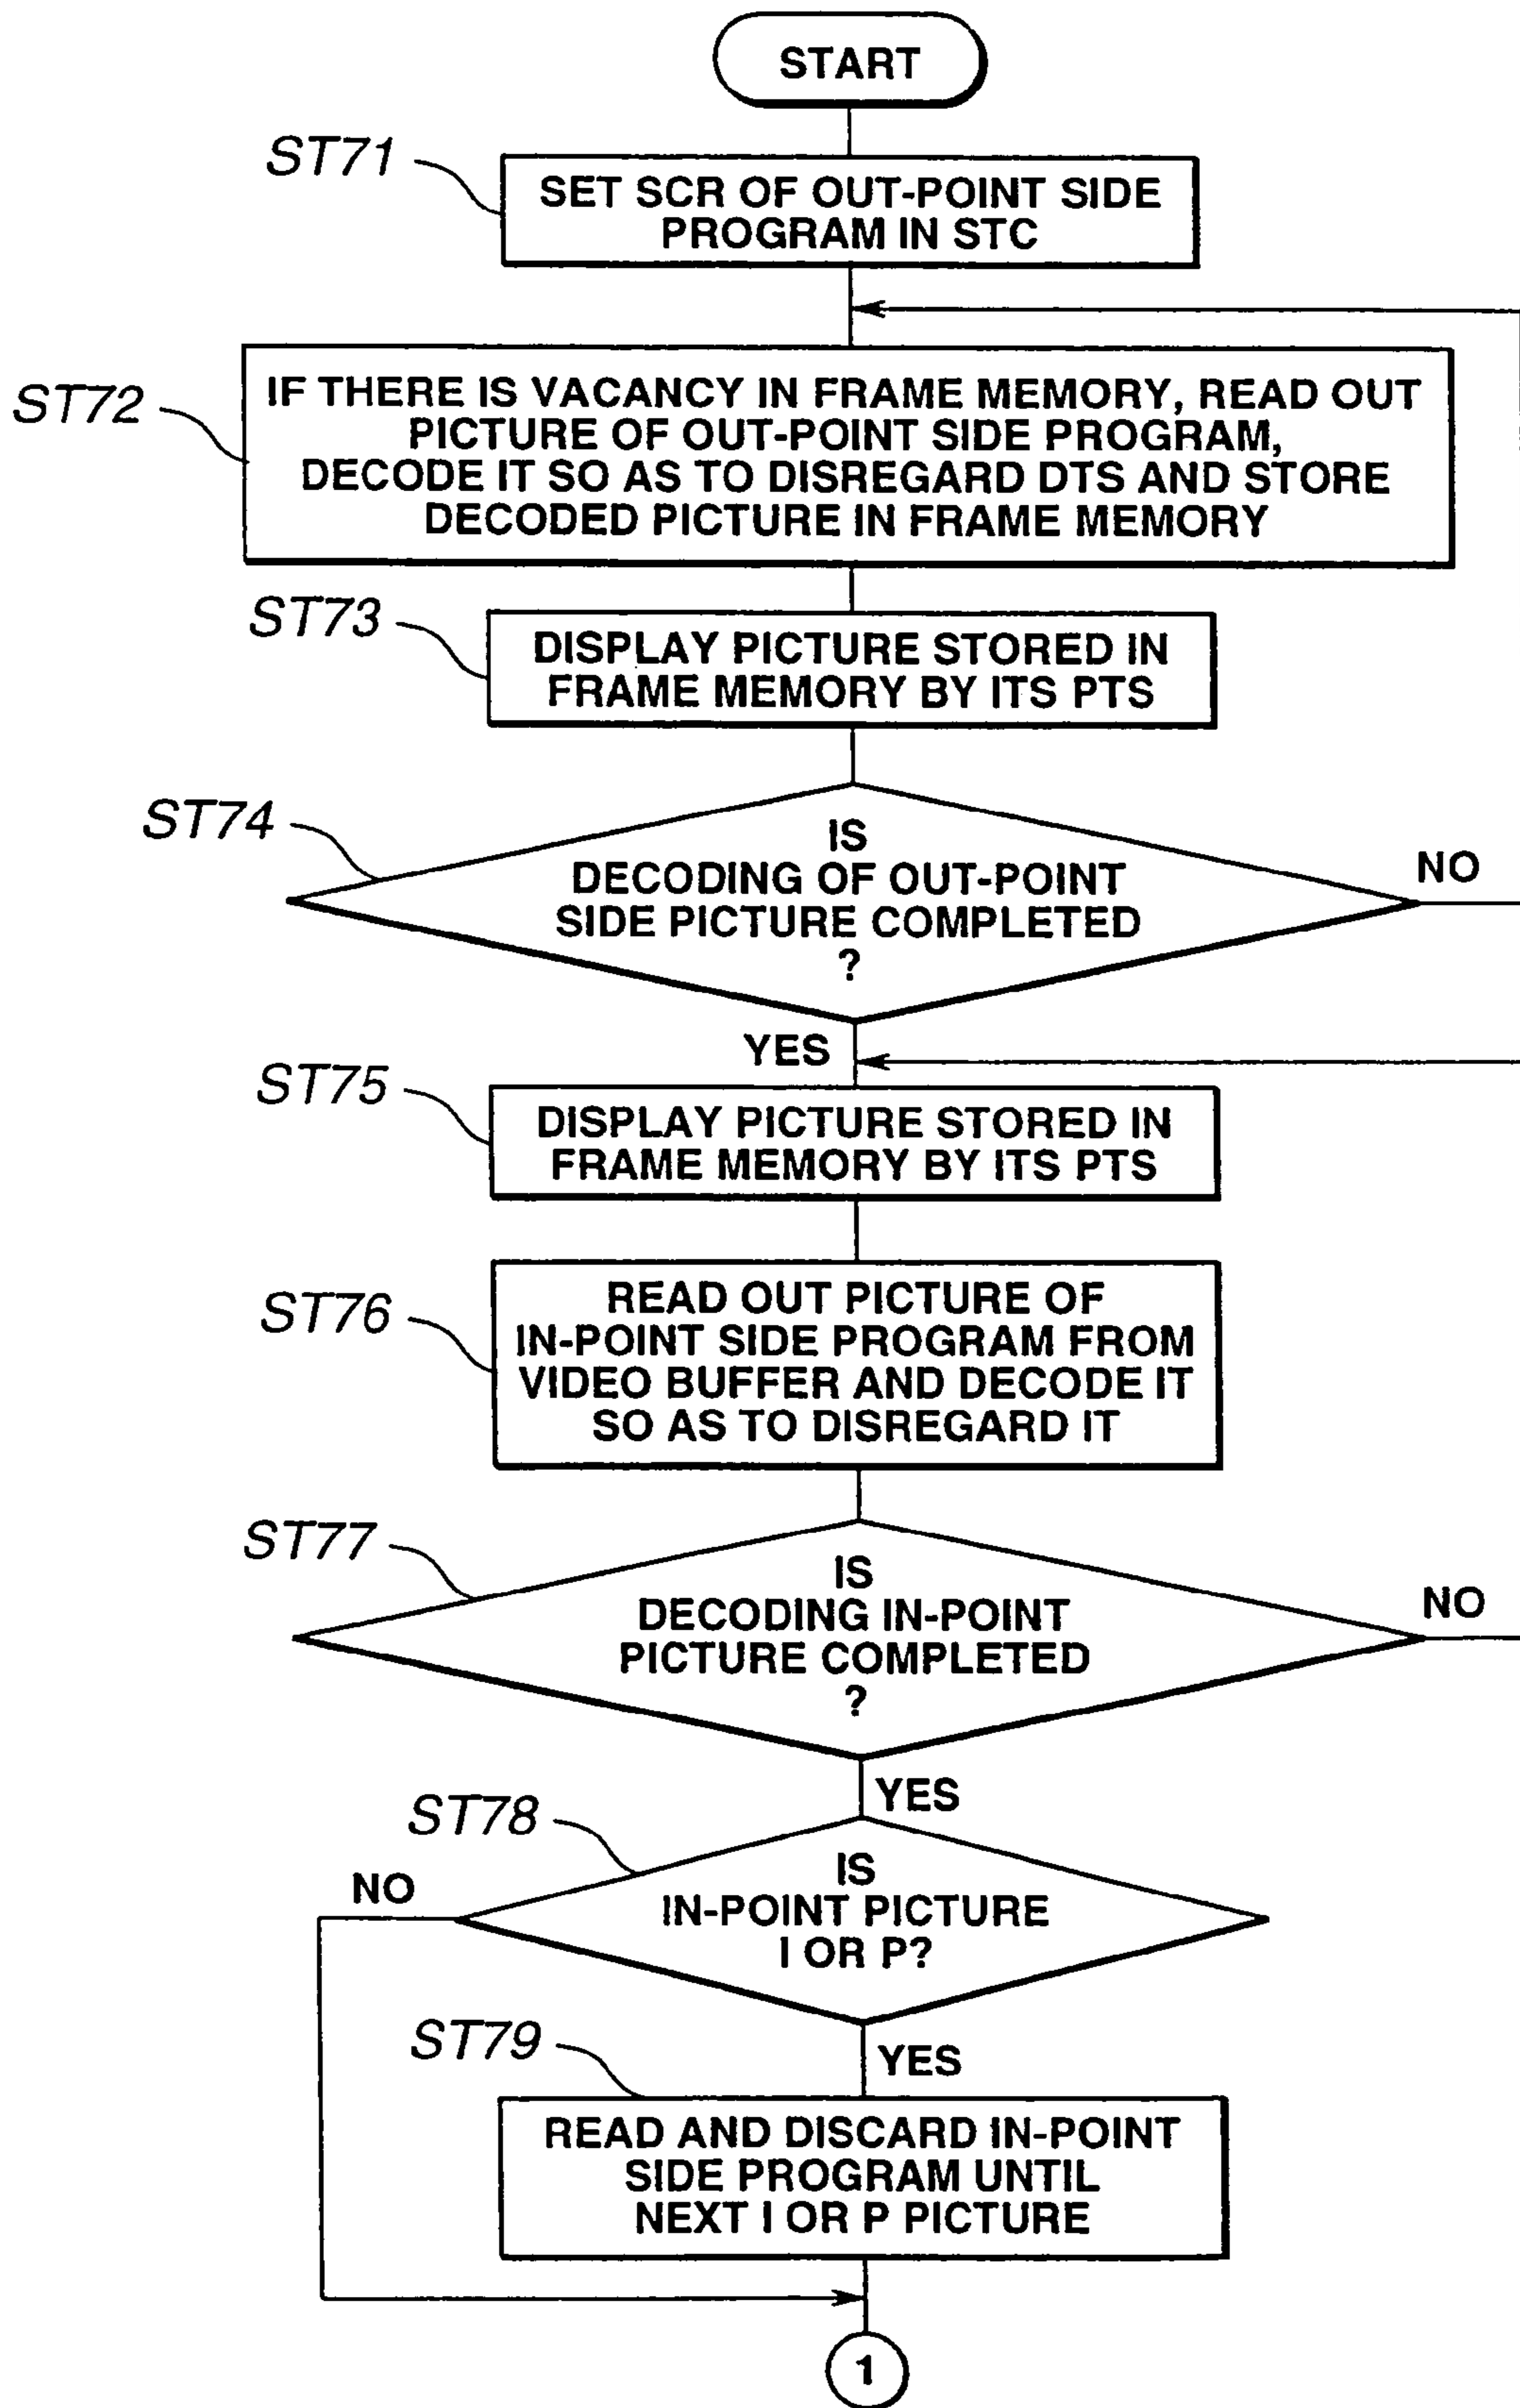 START
ST71
SET SCR OF OUT-POINT SIDE
PROGRAM IN STC
ST72
IF THERE IS VACANCY IN FRAME MEMORY, READ OUT
PICTURE OF OUT-POINT SIDE PROGRAM,
DECODE IT SO AS TO DISREGARD DTS AND STORE
DECODED PICTURE IN FRAME MEMORY
ST73
DISPLAY PICTURE STORED IN
FRAME MEMORY BY ITS PTS
ST74
IS
DECODING OF OUT-POINT
SIDE PICTURE COMPLETED
?
NO
YES
ST75
DISPLAY PICTURE STORED IN
FRAME MEMORY BY ITS PTS
ST76
READ OUT PICTURE OF
IN-POINT SIDE PROGRAM FROM
VIDEO BUFFER AND DECODE IT
SO AS TO DISREGARD IT
ST77
IS
DECODING IN-POINT
PICTURE COMPLETED
?
NO
YES
ST78
IS
IN-POINT PICTURE
I OR P?
NO
YES
ST79
READ AND DISCARD IN-POINT
SIDE PROGRAM UNTIL
NEXT I OR P PICTURE
1